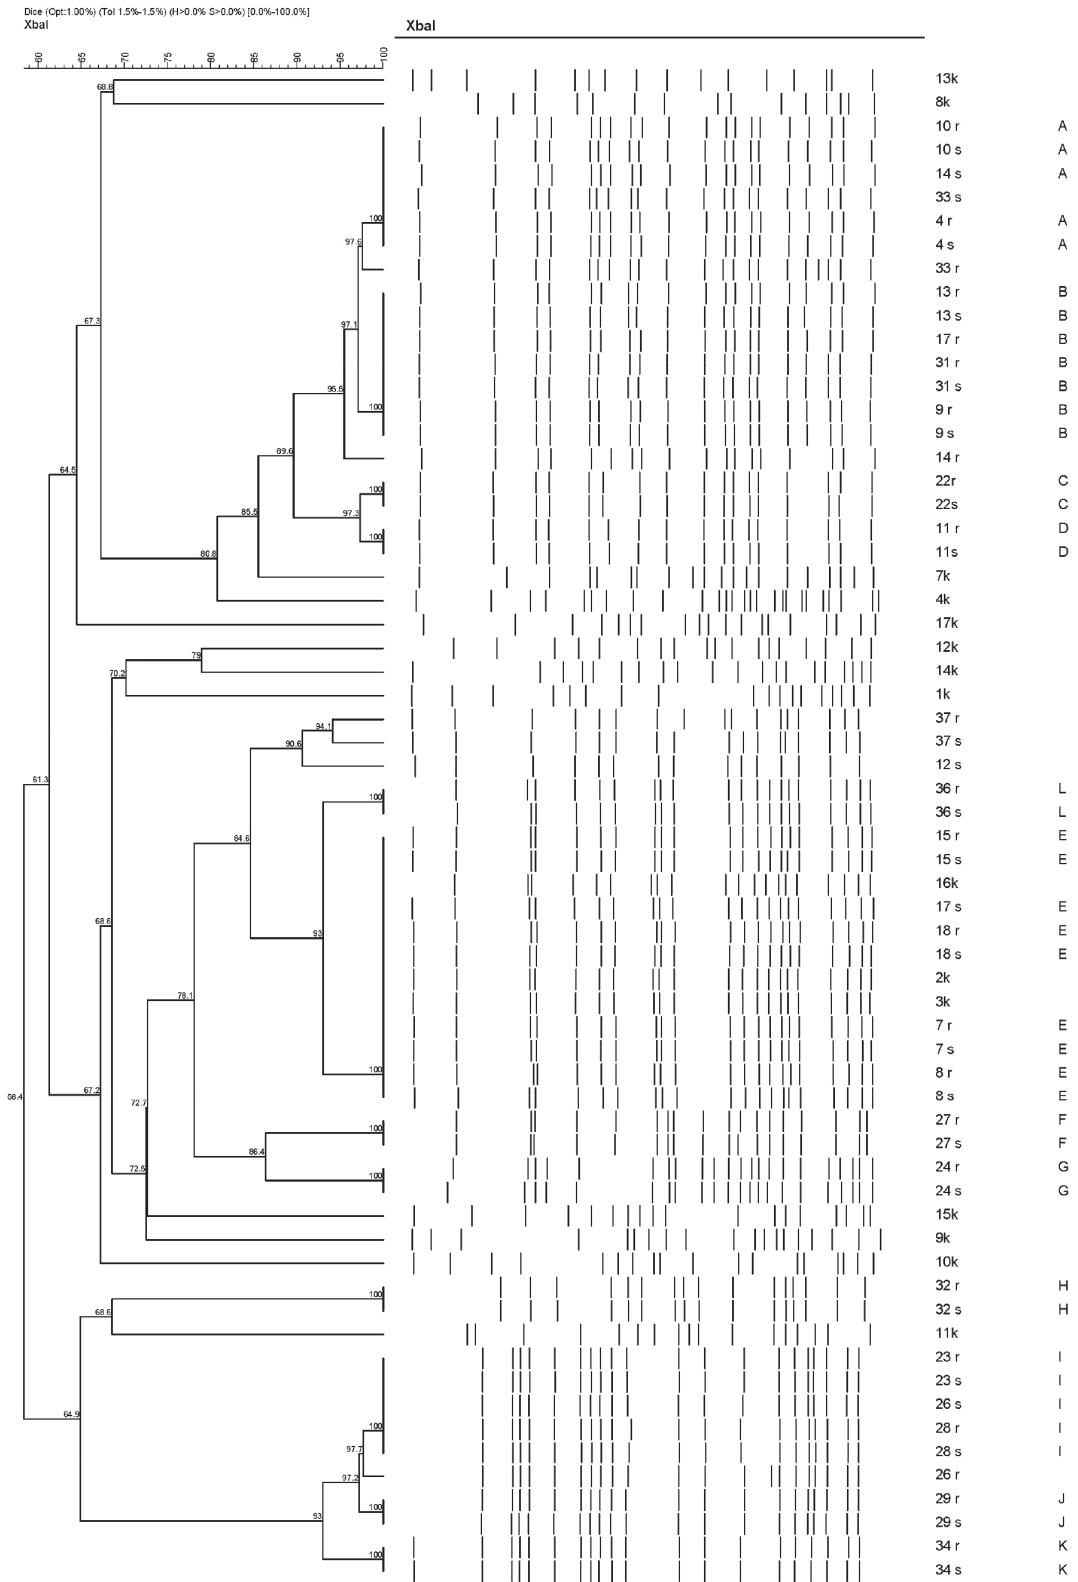 Dice (Opt:1.00%) (Tol 1.5%-1.5%) (H>0.0% S>0.0%) [0.0%-100.0%]
XbaI XbaI
60 65 70 75 80 85 90 95 100
13k
68.8
8k
10 r A
10 s A
14 s A
33 s
100 4 r A
97.6 4 s A
33 r
13 r B
13 s B
67.3 97.1
17 r B
31 r B
95.5 31 s B
100 9 r B
9 s B
89.6 14 r
64.5
22r C
100
22s C
85.5 97.3 11 r D
100
80.8 11s D
7k
4k
17k
12k
79
70.2 14k
1k
37 r
94.1
90.6 37 s
12 s
61.3
36 r L
100
36 s L
84.6 15 r E
15 s E
16k
17 s E
68.6
93 18 r E
18 s E
2k
78.1 3k
7 r E
7 s E
100 8 r E
67.2
58.4 72.7 8 s E
27 r F
100
27 s F
86.4
72.5 24 r G
100
24 s G
15k
9k
10k
32 r H
100
68.6 32 s H
11k
23 r I
23 s I
26 s I
64.9
100 28 r I
97.7 28 s I
97.2 26 r
29 r J
100
93 29 s J
34 r K
100
34 s K